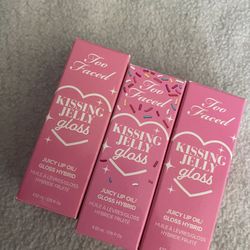 Too Faced
KISSING
JELLY
gloss
JUICY LIP OIL/
GLOSS HYBRID
HUILE À LÈVRES/GLOSS
HYBRIDE FRUITÉ
Too Faced
KISSING
JELLY
gloss
JUICY LIP OIL/
GLOSS HYBRID
HUILE À LÈVRES/GLOSS
HYBRIDE FRUITÉ
Too Faced
KISSING
JELLY
gloss
JUICY LIP OIL/
GLOSS HYBRID
HUILE À LÈVRES/GLOSS
HYBRIDE FRUITÉ